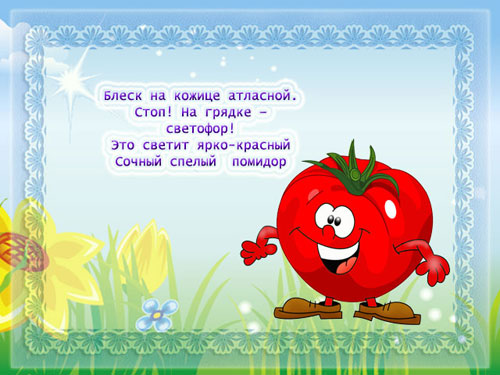 Блеск на кожице атласной.
Стоп! На грядке –
светофор!
Это светит ярко-красный
Сочный спелый помидор